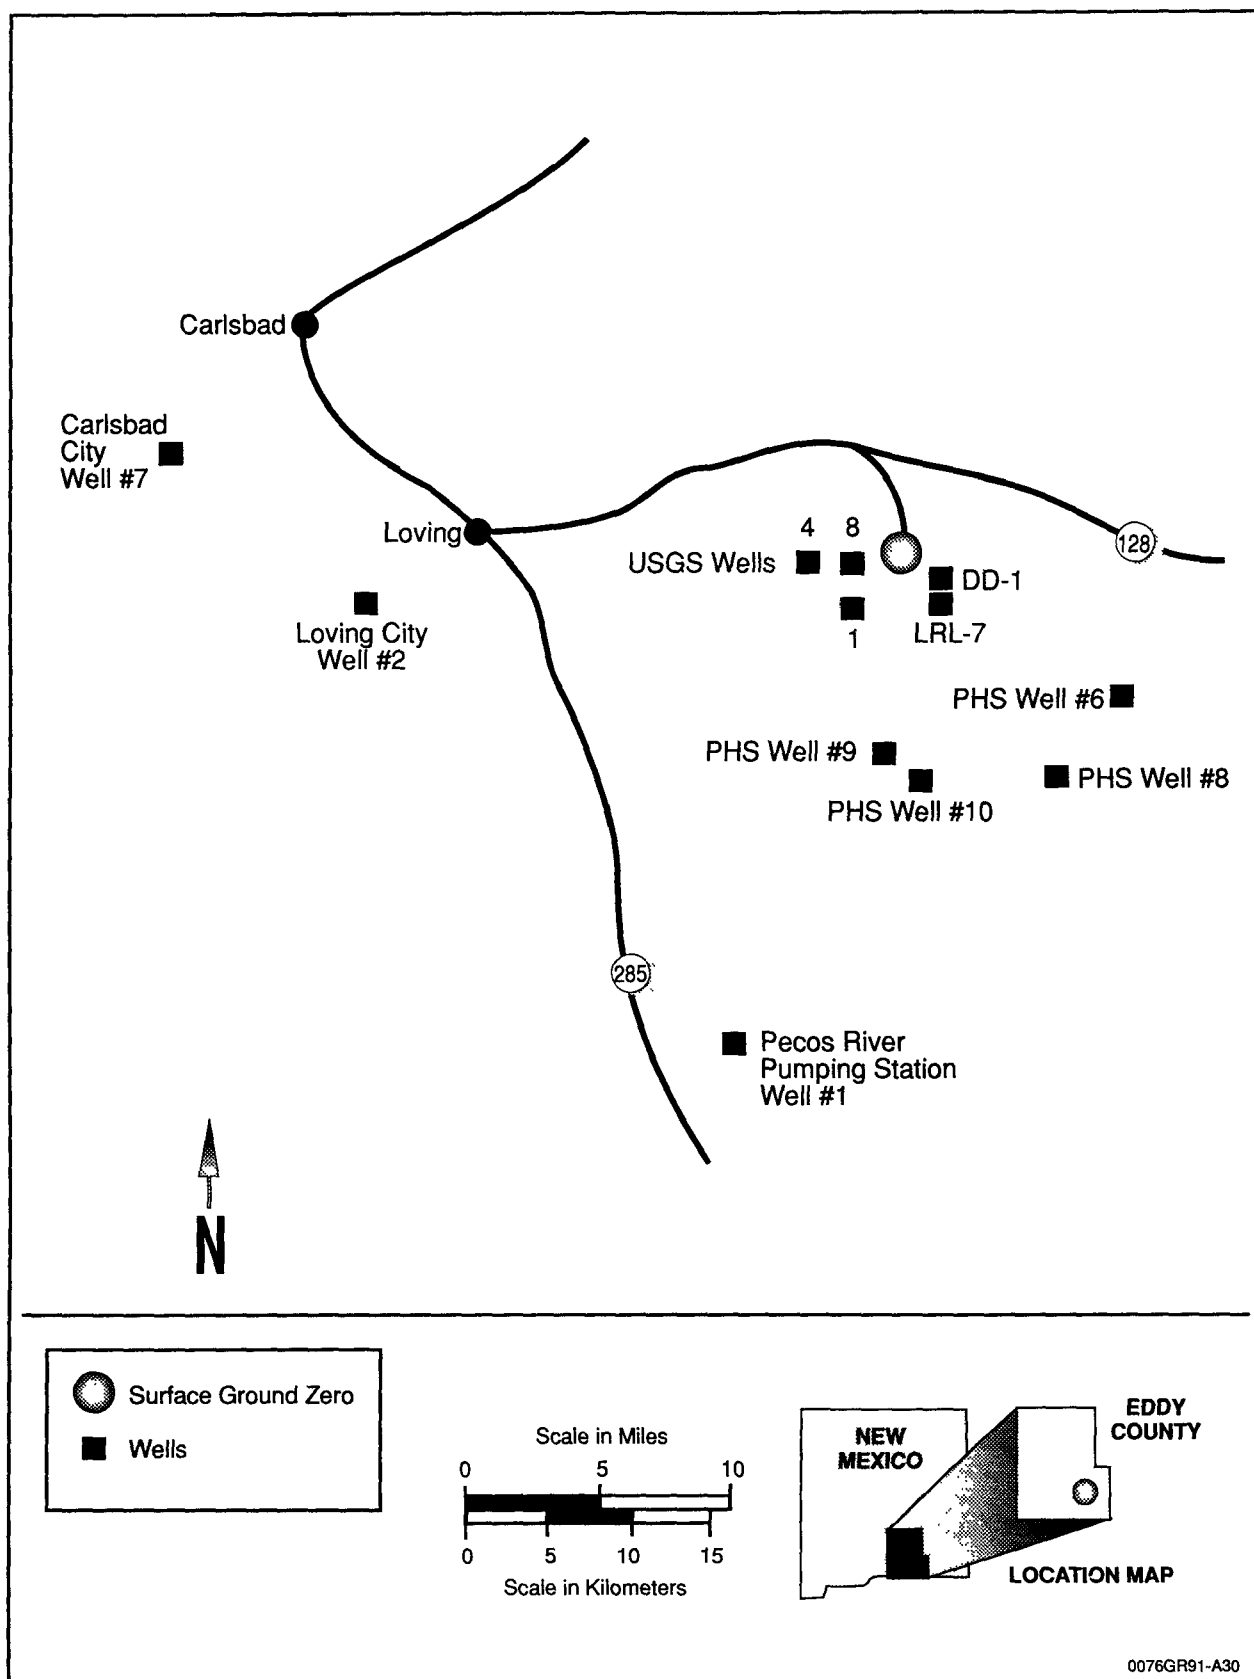 Carlsbad
Carlsbad
City
Well #7
Loving
128
4 8
USGS Wells
DD-1
1
LRL-7
Loving City
Well #2
PHS Well #6
PHS Well #9
PHS Well #8
PHS Well #10
285
Pecos River
Pumping Station
Well #1
N
Surface Ground Zero
Wells
Scale in Miles
0 5 10
0 5 10 15
Scale in Kilometers
NEW
MEXICO
EDDY
COUNTY
LOCATION MAP
0076GR91-A30